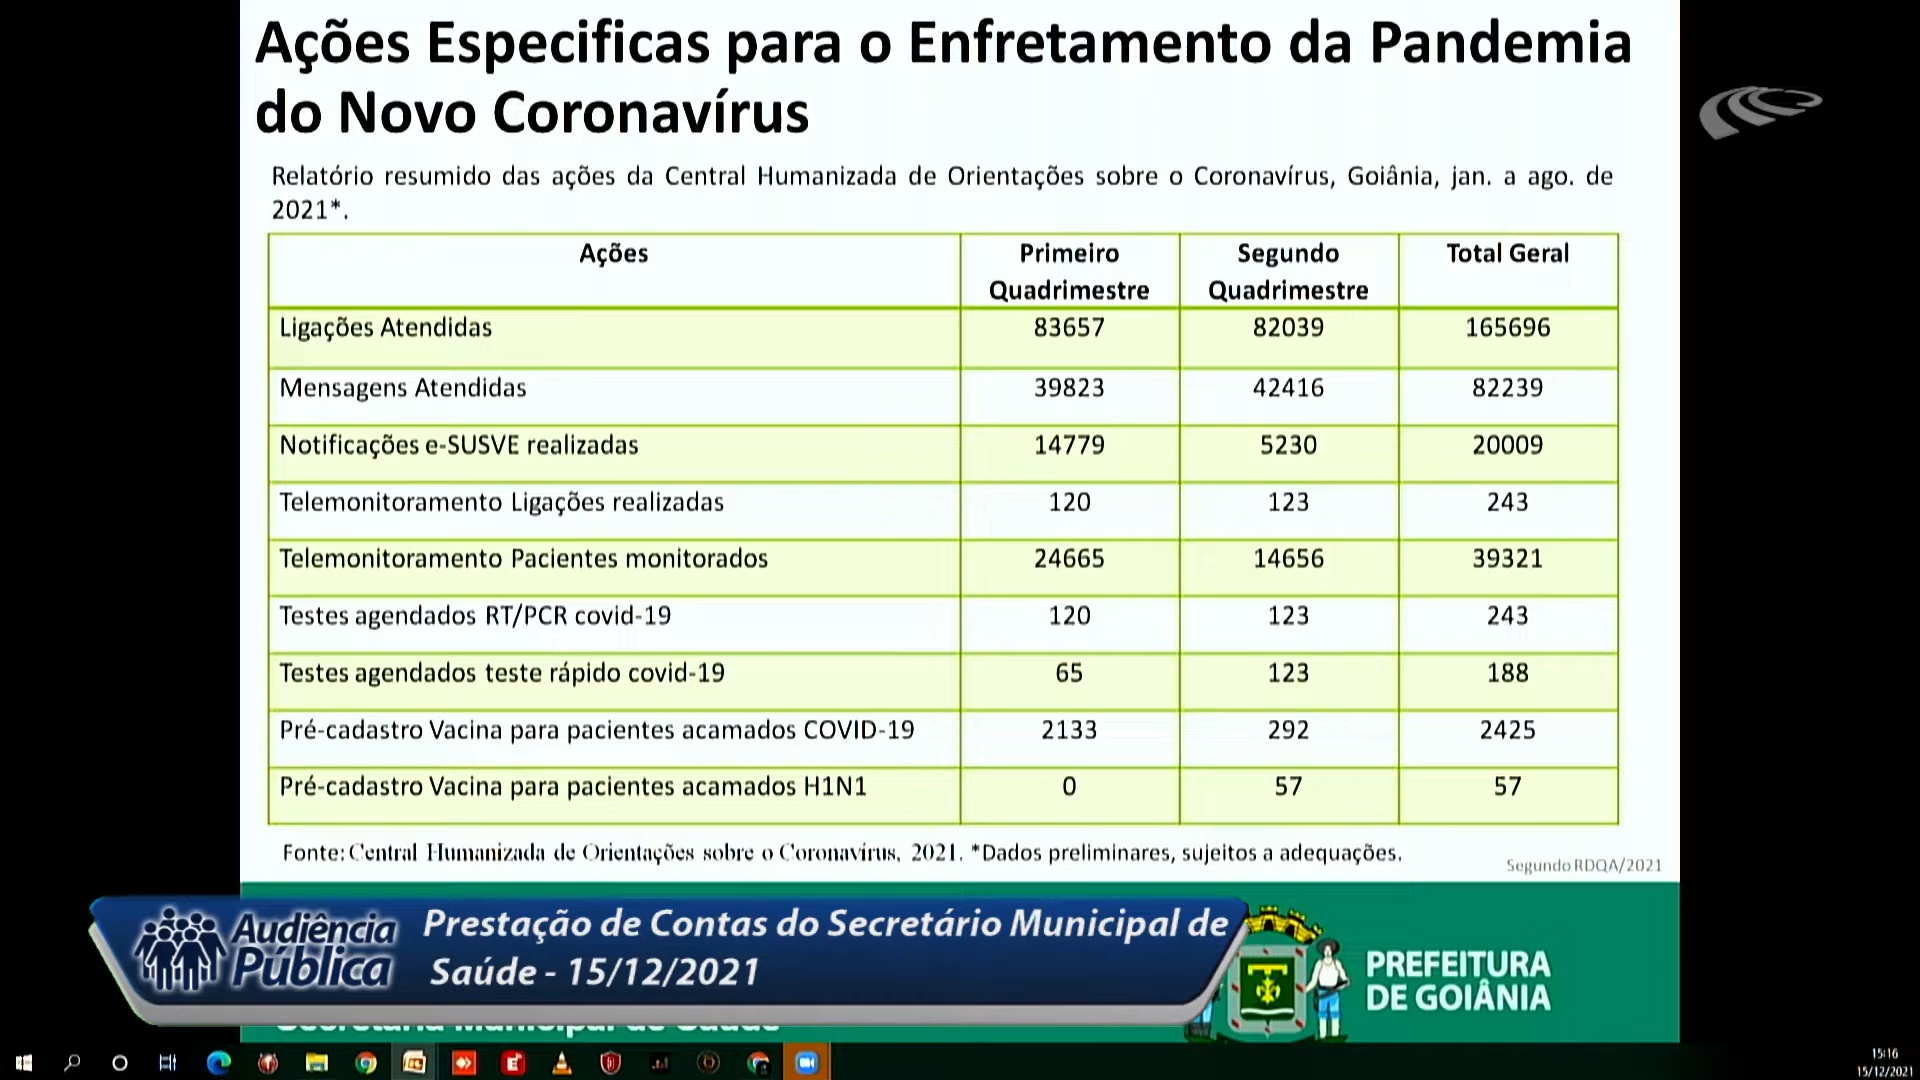 Ações Especificas para o Enfretamento da Pandemia
do Novo Coronavírus
Relatório resumido das ações da Central Humanizada de Orientações sobre o Coronavírus, Goiânia, jan. a ago. de
2021*.
Ações Primeiro Quadrimestre Segundo Quadrimestre Total Geral
Ligações Atendidas 83657 82039 165696
Mensagens Atendidas 39823 42416 82239
Notificações e-SUSVE realizadas 14779 5230 20009
Telemonitoramento Ligações realizadas 120 123 243
Telemonitoramento Pacientes monitorados 24665 14656 39321
Testes agendados RT/PCR covid-19 120 123 243
Testes agendados teste rápido covid-19 65 123 188
Pré-cadastro Vacina para pacientes acamados COVID-19 2133 292 2425
Pré-cadastro Vacina para pacientes acamados H1N1 0 57 57
Fonte: Central Humanizada de Orientações sobre o Coronavírus, 2021. *Dados preliminares, sujeitos a adequações.
Segundo RDQA/2021
Audiência
Pública
Prestação de Contas do Secretário Municipal de
Saúde - 15/12/2021
PREFEITURA
DE GOIÂNIA
Secretaria Municipal de Saúde
15:16
15/12/2021